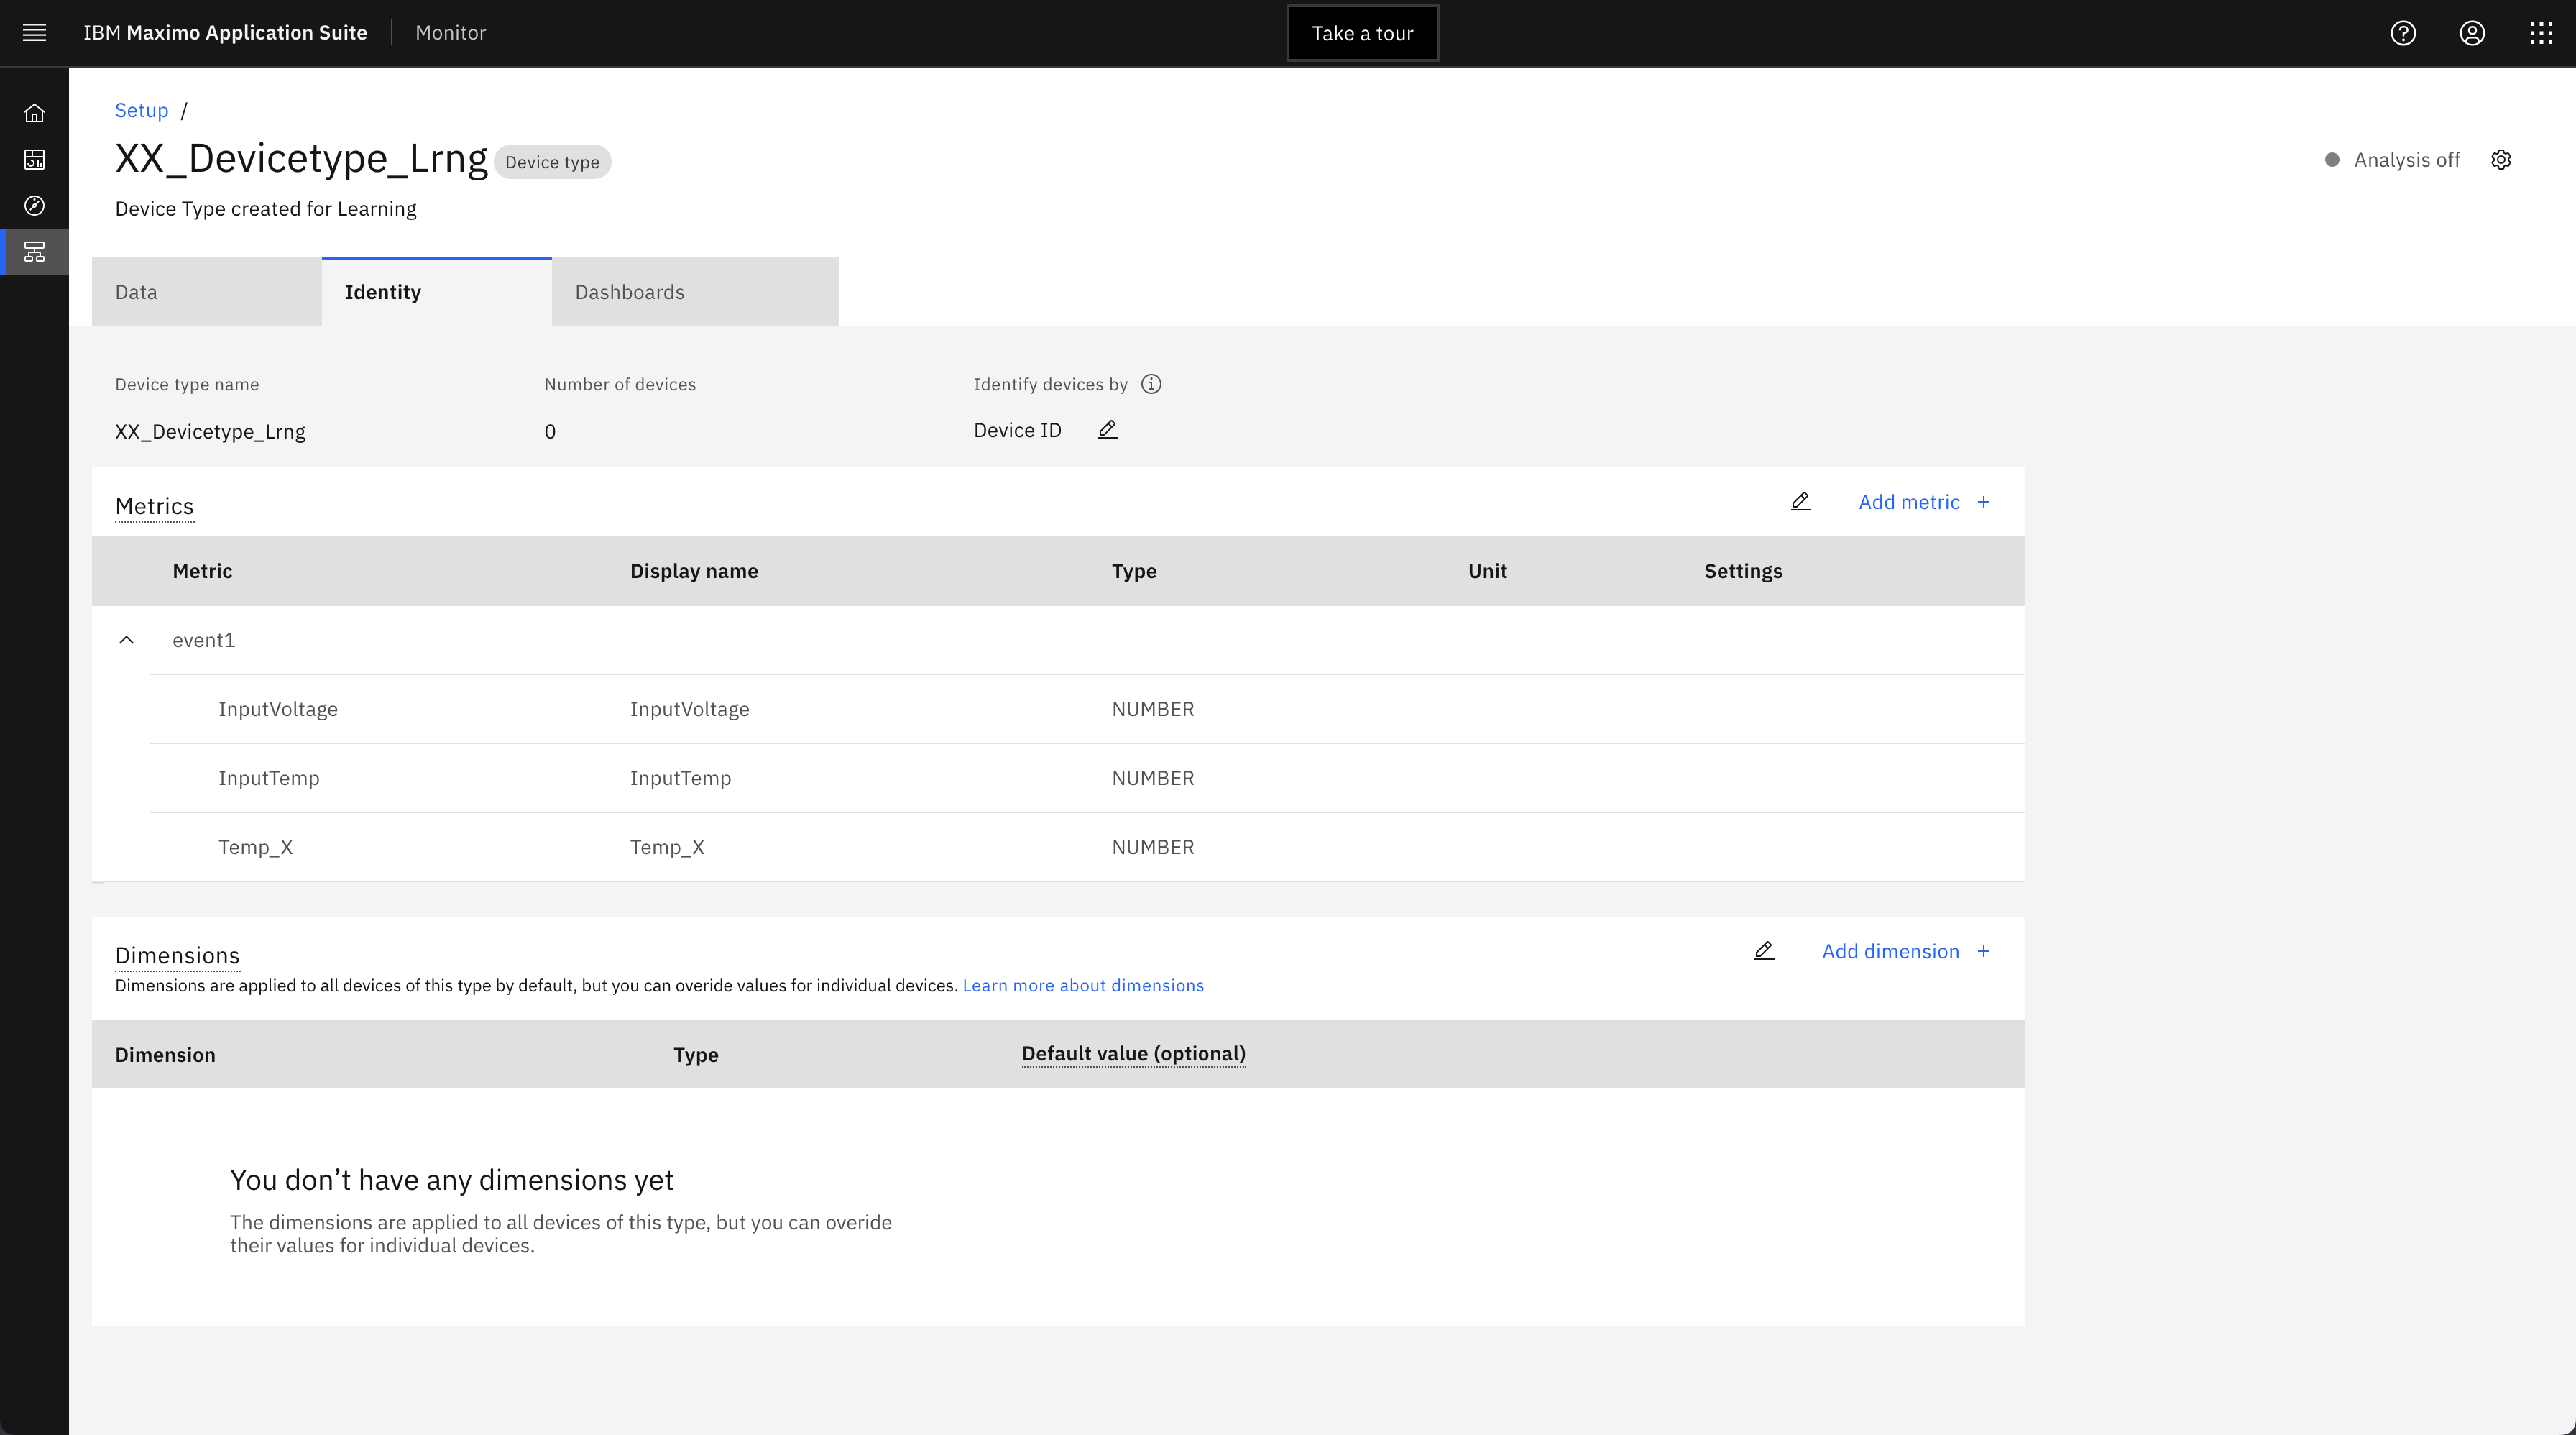 IBM Maximo Application Suite Monitor Take a tour
Setup /
XX_Devicetype_Lrng Device type
Analysis off
Device Type created for Learning
Data Identity Dashboards
Device type name Number of devices Identify devices by
XX_Devicetype_Lrng 0 Device ID
Metrics Add metric +
Metric Display name Type Unit Settings
event1
InputVoltage InputVoltage NUMBER
InputTemp InputTemp NUMBER
Temp_X Temp_X NUMBER
Dimensions Add dimension +
Dimensions are applied to all devices of this type by default, but you can overide values for individual devices. Learn more about dimensions
Dimension Type Default value (optional)
You don’t have any dimensions yet
The dimensions are applied to all devices of this type, but you can overide
their values for individual devices.